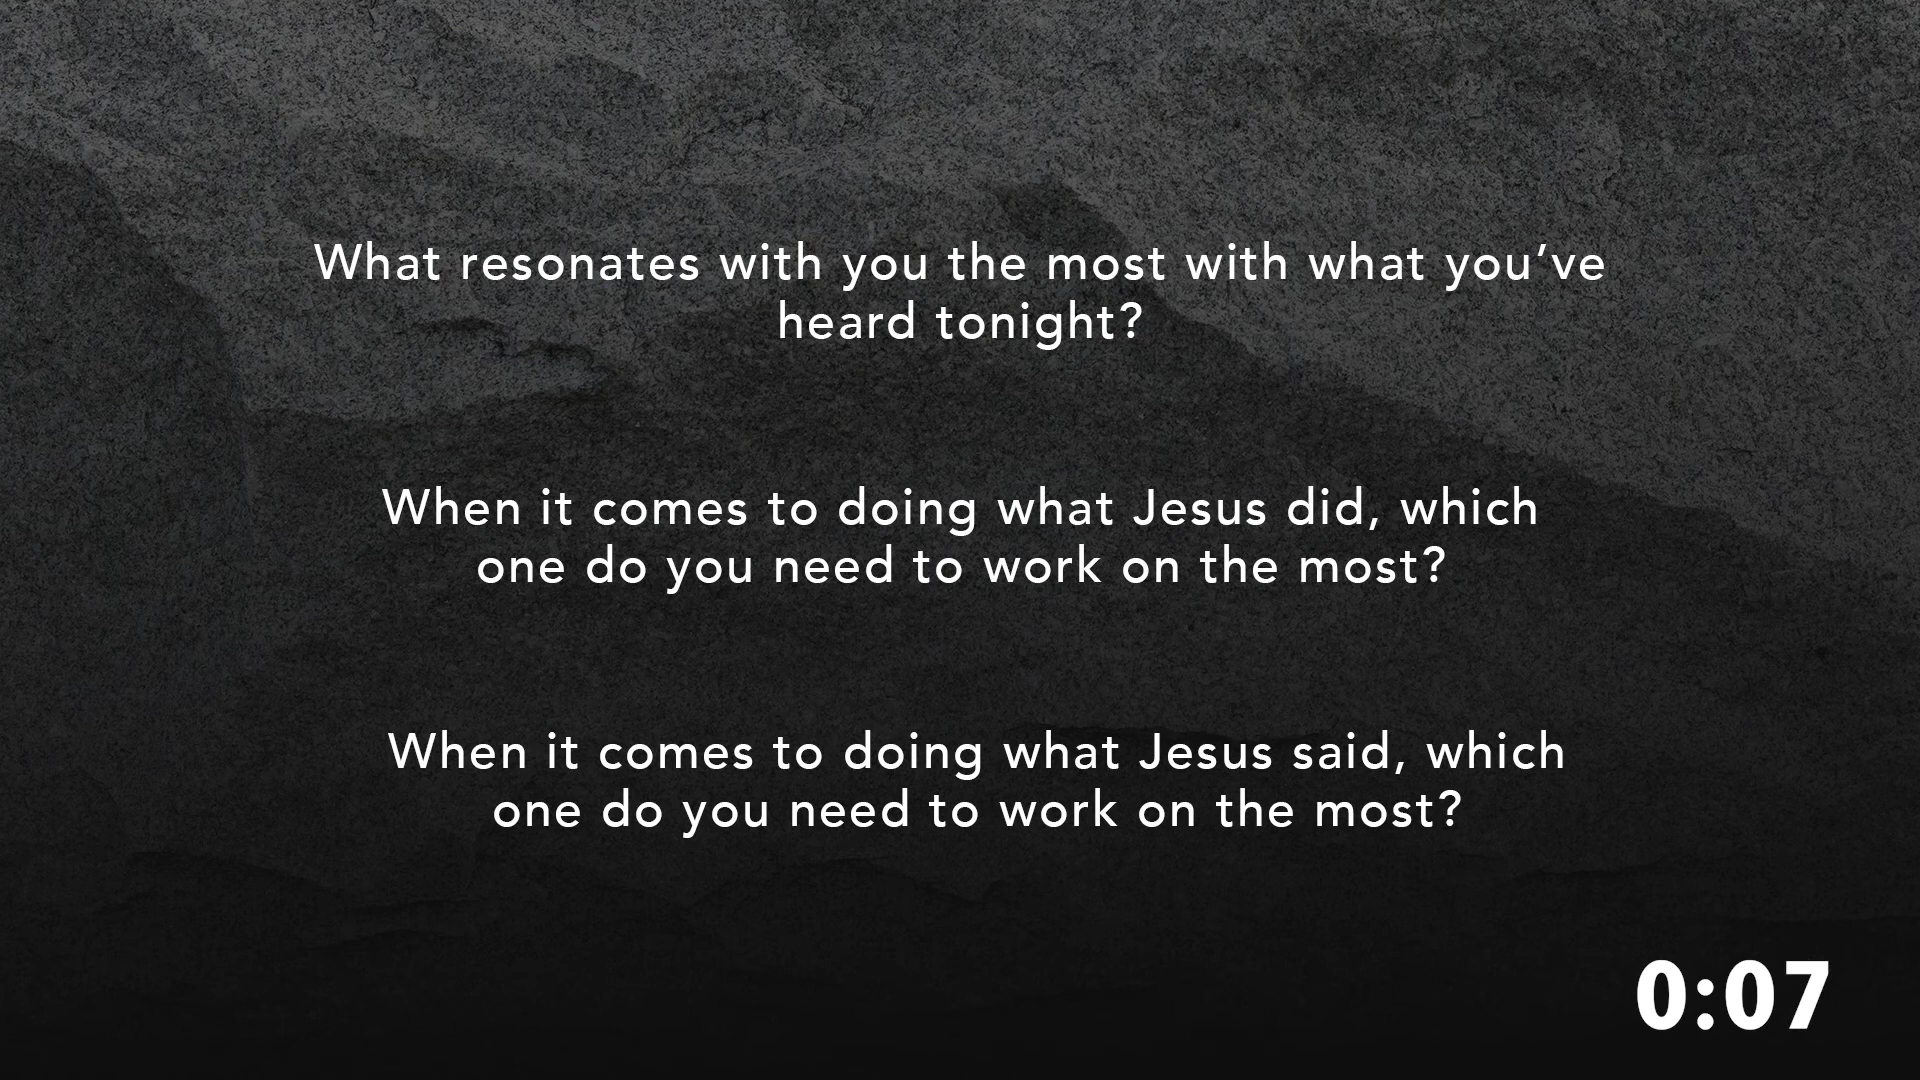 What resonates with you the most with what you’ve
heard tonight?
When it comes to doing what Jesus did, which
one do you need to work on the most?
When it comes to doing what Jesus said, which
one do you need to work on the most?
0:07